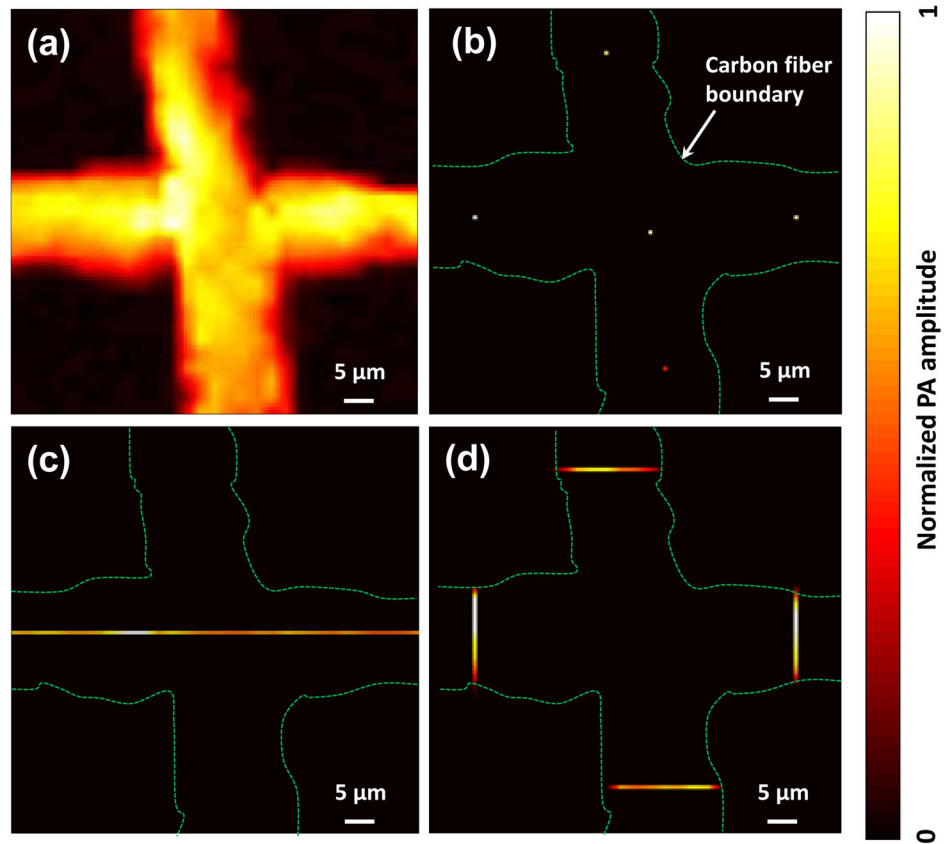 (a)
5 μm
(b)
Carbon fiber
boundary
5 μm
(c)
5 μm
(d)
5 μm
1
Normalized PA amplitude
0